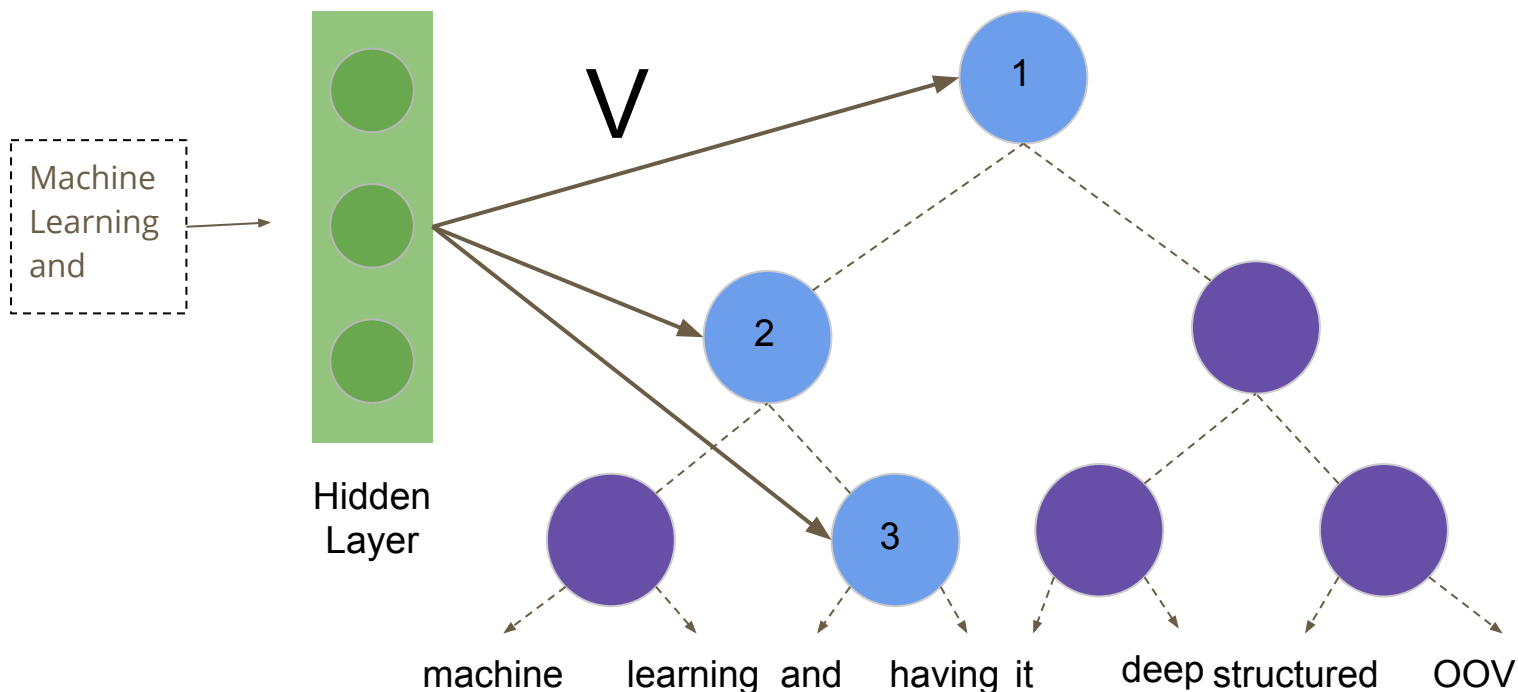 Machine
Learning
and
Hidden
Layer
V
1
2
3
machine learning and having it deep structured OOV